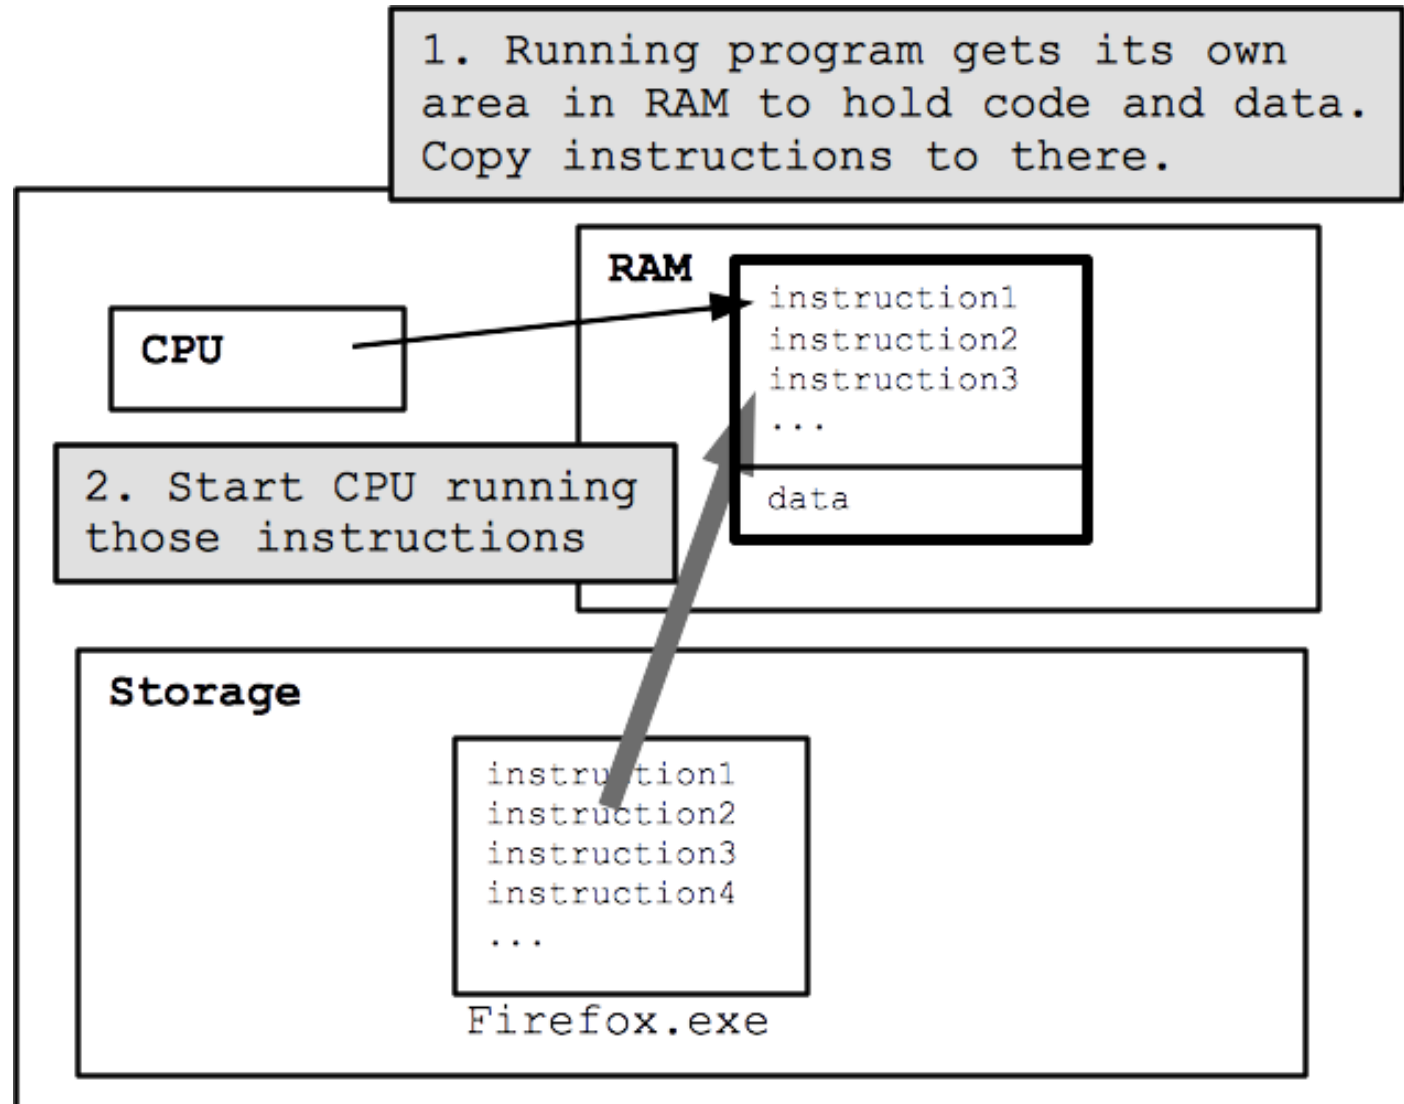 1. Running program gets its own
area in RAM to hold code and data.
Copy instructions to there.
RAM
instruction1
instruction2
instruction3
...
data
CPU
2. Start CPU running
those instructions
Storage
instruction1
instruction2
instruction3
instruction4
...
Firefox.exe